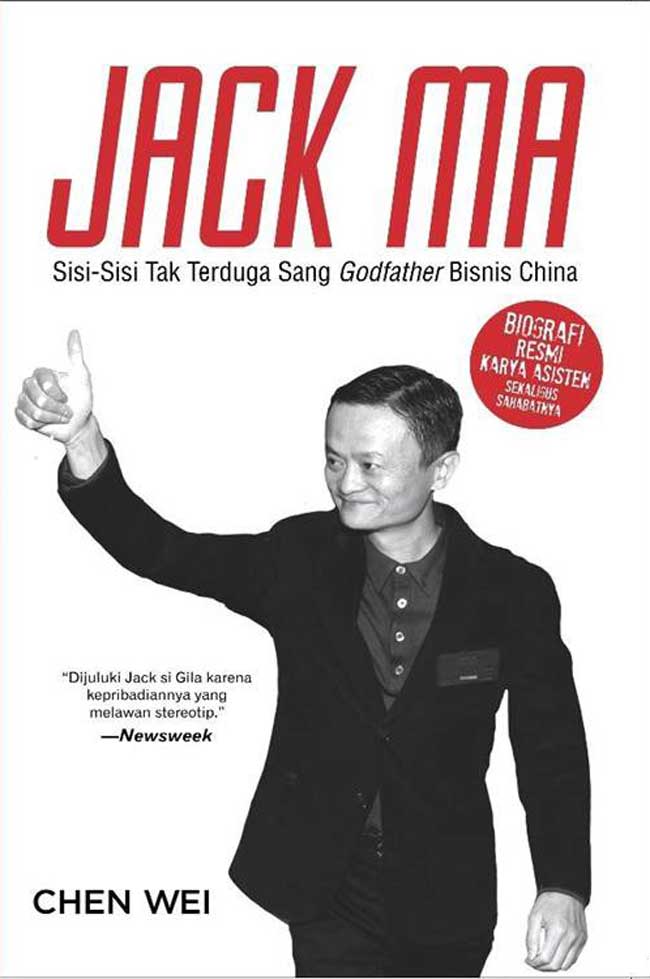 JACK MA
Sisi-Sisi Tak Terduga Sang Godfather Bisnis China
BIOGRAFI
RESMI
KARYA ASISTEN
SEKALIGUS
SAHABATNYA
“Dijuluki Jack si Gila karena
kepribadiannya yang
melawan stereotip.”
—Newsweek
CHEN WEI